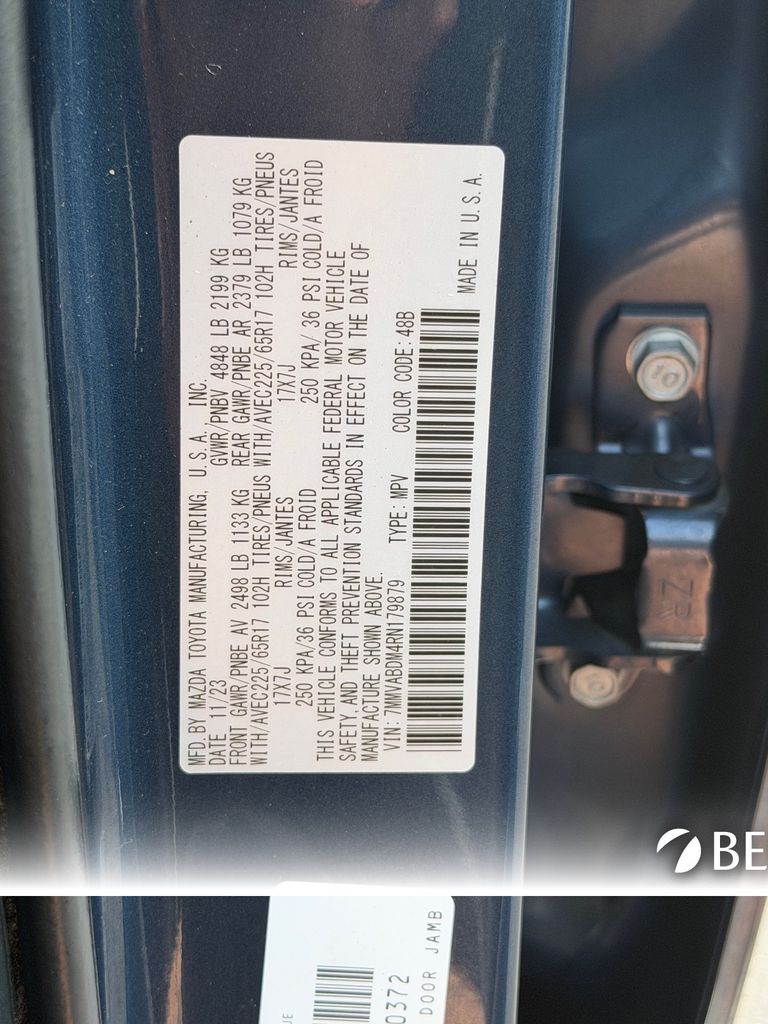 MFD. BY MAZDA TOYOTA MANUFACTURING, U.S.A., INC.
DATE 11/23 GVWR/PNBV 4848 LB 2199 KG
FRONT GAWR/PNBE AV 2498 LB 1133 KG REAR GAWR/PNBE AR 2379 LB 1079 KG
WITH/AVEC225/65R17 102H TIRES/PNEUS WITH/AVEC225/65R17 102H TIRES/PNEUS
17X7J RIMS/JANTES 17X7J RIMS/JANTES
250 KPA/36 PSI COLD/A FROID 250 KPA/ 36 PSI COLD/A FROID
THIS VEHICLE CONFORMS TO ALL APPLICABLE FEDERAL MOTOR VEHICLE
SAFETY, AND THEFT PREVENTION STANDARDS IN EFFECT ON THE DATE OF
MANUFACTURE SHOWN ABOVE.
VIN: 7MMVABDM4RN179879 TYPE: MPV COLOR CODE: 48B
MADE IN U.S.A.
BE
UE
0372
DOOR JAMB